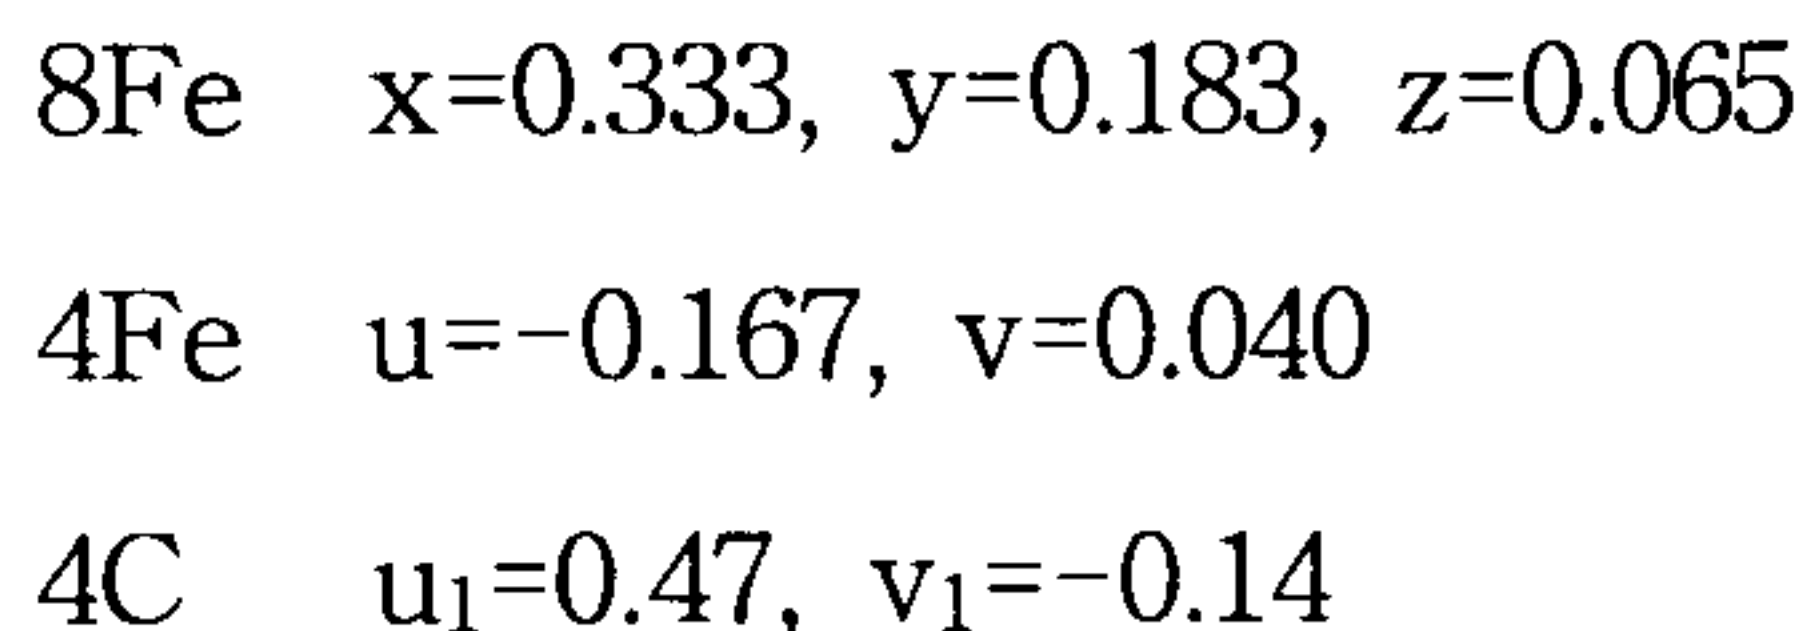 8Fe x=0.333, y=0.183, z=0.065
4Fe u=-0.167, v=0.040
4C u₁=0.47, v₁=-0.14